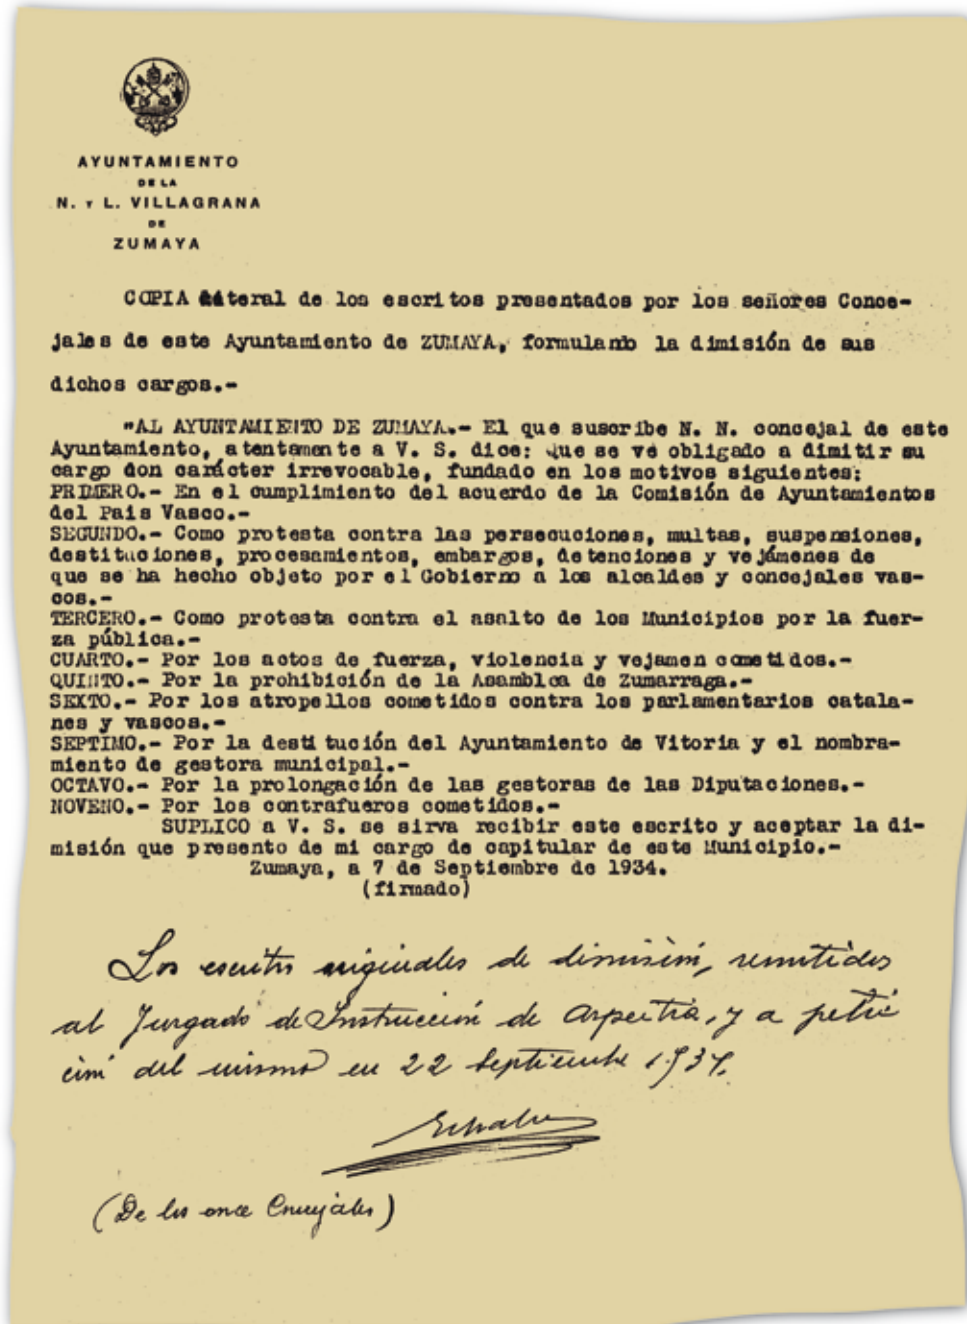 AYUNTAMIENTO
DE LA
N. Y L. VILLAGRANA
DE
ZUMAYA
COPIA literal de los escritos presentados por los señores Conce-
jales de este Ayuntamiento de ZUMAYA, formulando la dimisión de sus
dichos cargos.-
"AL AYUNTAMIENTO DE ZUMAYA.- El que suscribe N. N. concejal de este
Ayuntamiento, atentamente a V. S. dice: que se vé obligado a dimitir su
cargo don carácter irrevocable, fundado en los motivos siguientes:
PRIMERO.- En el cumplimiento del acuerdo de la Comisión de Ayuntamientos
del Pais Vasco.-
SEGUNDO.- Como protesta contra las persecuciones, multas, suspensiones,
destituciones, procesamientos, embargos, detenciones y vejámenes de
que se ha hecho objeto por el Gobierno a los alcaldes y concejales vas-
cos.-
TERCERO.- Como protesta contra el asalto de los Municipios por la fuer-
za pública.-
CUARTO.- Por los actos de fuerza, violencia y vejamen cometidos.-
QUINTO.- Por la prohibición de la Asamblea de Zumarraga.-
SEXTO.- Por los atropellos cometidos contra los parlamentarios catala-
nes y vascos.-
SEPTIMO.- Por la destitución del Ayuntamiento de Vitoria y el nombra-
miento de gestora municipal.-
OCTAVO.- Por la prolongación de las gestoras de las Diputaciones.-
NOVENO.- Por los contrafueros cometidos.-
SUPLICO a V. S. se sirva recibir este escrito y aceptar la di-
misión que presento de mi cargo de capitular de este Municipio.-
Zumaya, a 7 de Septiembre de 1934.
(firmado)
Los escritos originales de dimisión, remitidos
al Juzgado de Instrucción de Azpeitia, y a peti
ción del mismo en 22 Septiembre 1934.
(De los once Concejales)